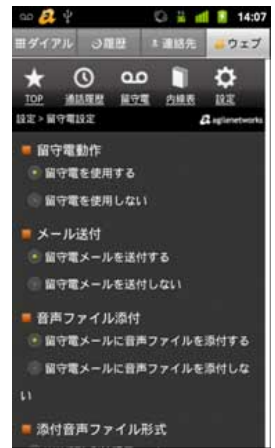 14:07
ダイアル 履歴 連絡先 ウェブ
TOP 通話履歴 留守電 内線表 設定
設定 > 留守電設定 agilenetworks
留守電動作
留守電を使用する
留守電を使用しない
メール送付
留守電メールを送付する
留守電メールを送付しない
音声ファイル添付
留守電メールに音声ファイルを添付する
留守電メールに音声ファイルを添付しな
い
添付音声ファイル形式